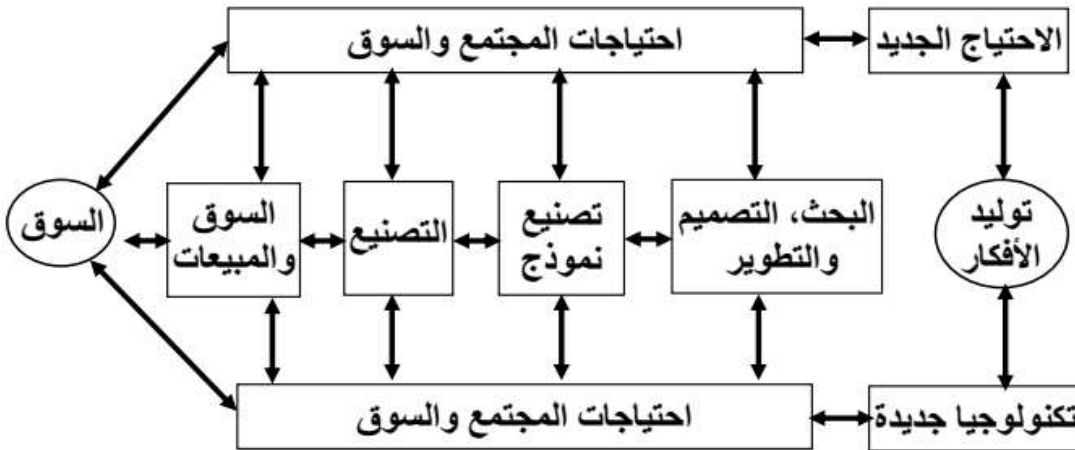 الاحتياج الجديد
احتياجات المجتمع والسوق
توليد
الأفكار
البحث، التصميم
والتطوير
تصنيع
نموذج
التصنيع
السوق
والمبيعات
السوق
تكنولوجيا جديدة
احتياجات المجتمع والسوق